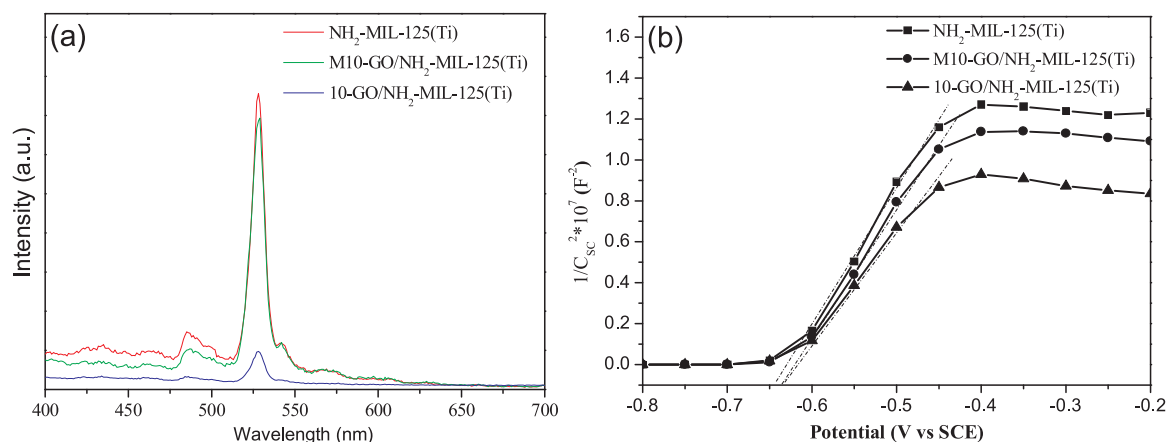 (a)
NH₂-MIL-125(Ti)
M10-GO/NH₂-MIL-125(Ti)
10-GO/NH₂-MIL-125(Ti)
Intensity (a.u.)
400 450 500 550 600 650 700
Wavelength (nm)
(b)
NH₂-MIL-125(Ti)
M10-GO/NH₂-MIL-125(Ti)
10-GO/NH₂-MIL-125(Ti)
1/C_SC²*10⁷ (F⁻²)
1.6
1.4
1.2
1.0
0.8
0.6
0.4
0.2
0.0
-0.8 -0.7 -0.6 -0.5 -0.4 -0.3 -0.2
Potential (V vs SCE)